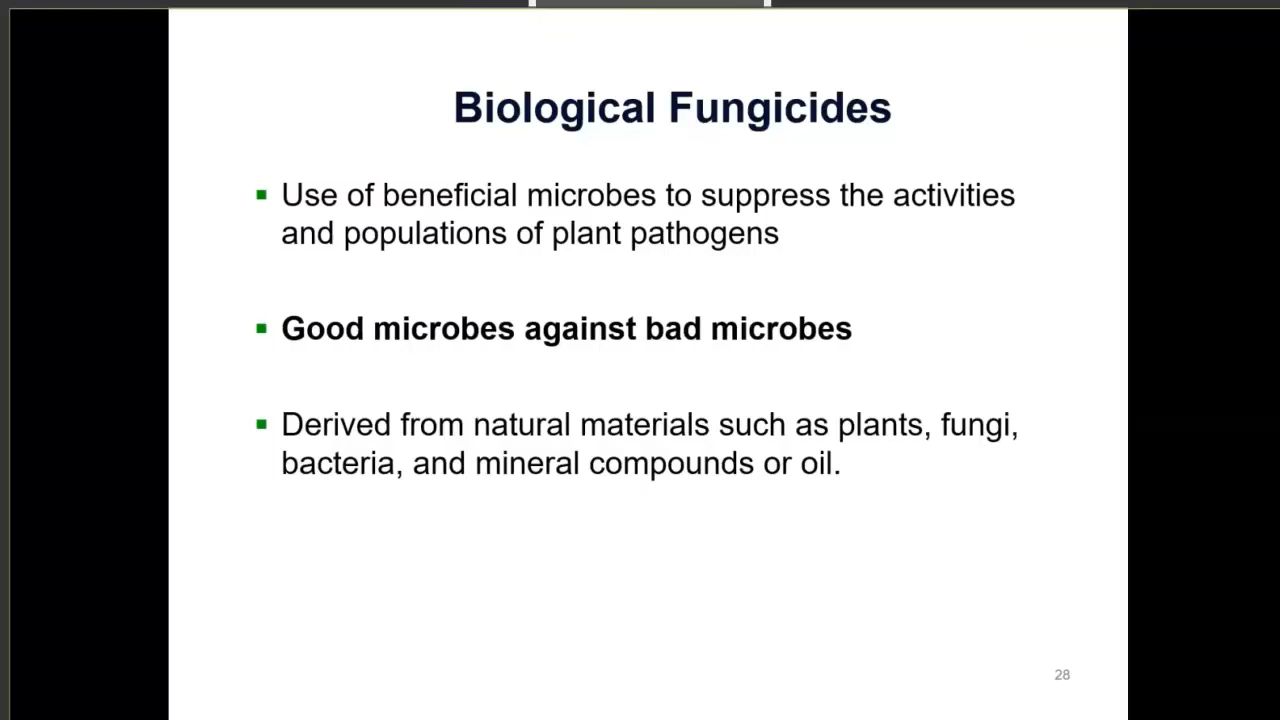 Biological Fungicides
Use of beneficial microbes to suppress the activities
and populations of plant pathogens
Good microbes against bad microbes
Derived from natural materials such as plants, fungi,
bacteria, and mineral compounds or oil.
28